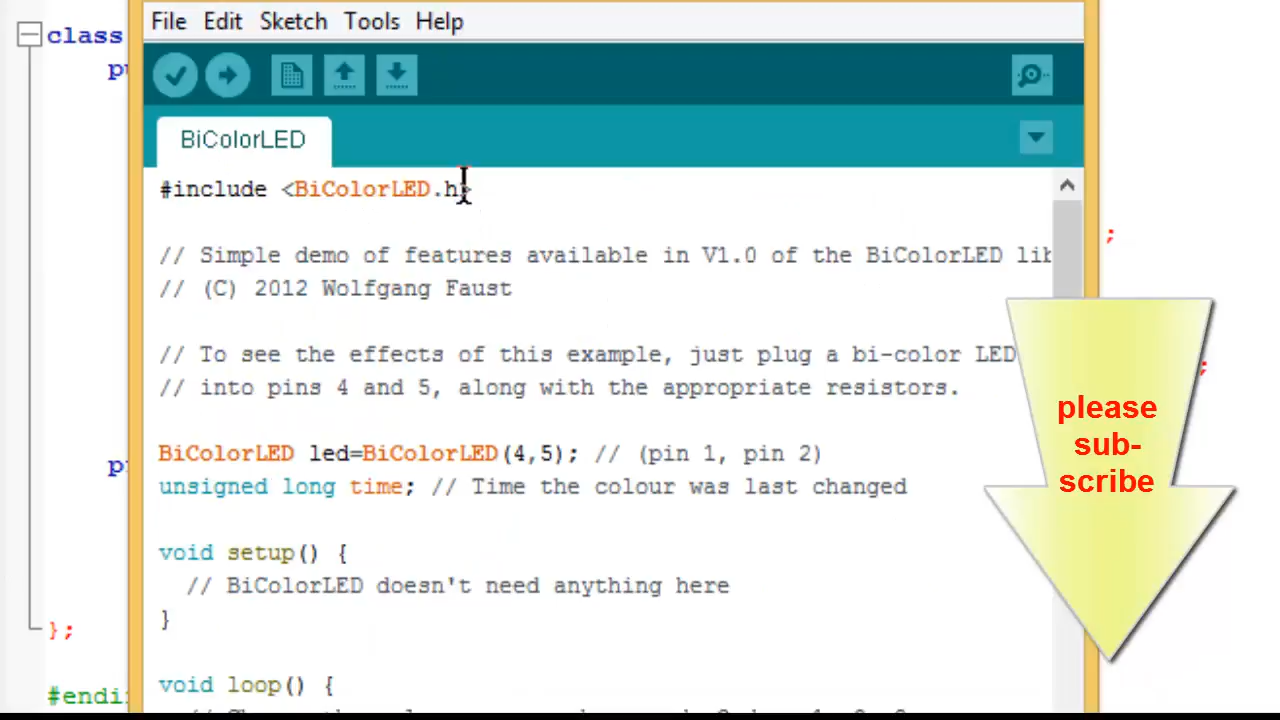 File Edit Sketch Tools Help
class
pu
BiColorLED
#include <BiColorLED.h>
// Simple demo of features available in V1.0 of the BiColorLED lib
;
// (C) 2012 Wolfgang Faust
// To see the effects of this example, just plug a bi-color LED
;
// into pins 4 and 5, along with the appropriate resistors.
please
sub-
scribe
BiColorLED led=BiColorLED(4,5); // (pin 1, pin 2)
p
unsigned long time; // Time the colour was last changed
void setup() {
// BiColorLED doesn't need anything here
}
};
void loop() {
#endi